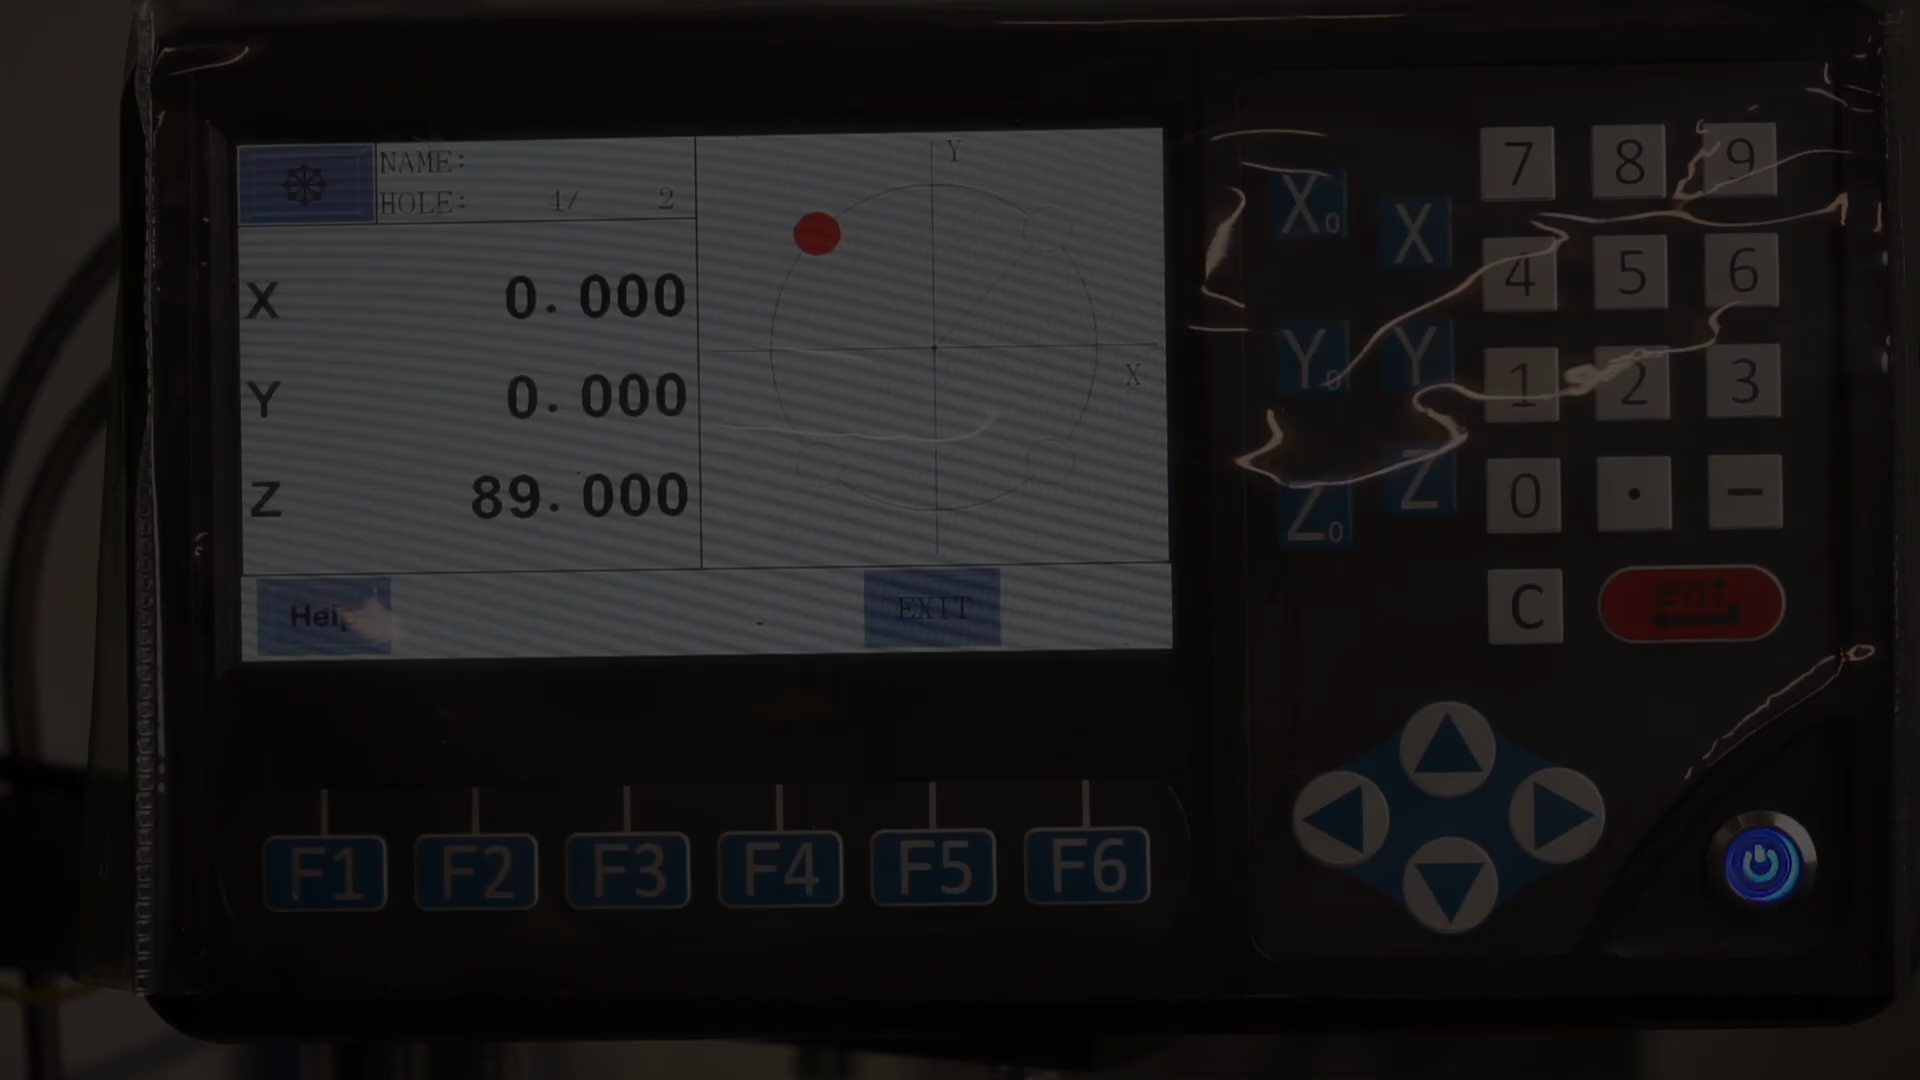 NAME:
HOLE: 4/ 2
X 0.000
Y 0.000
Z 89.000
Y
X
EXIT
F1 F2 F3 F4 F5 F6
X0 X 7 8 9
4 5 6
Y0 Y 1 2 3
Z0 Z 0 . −
C ent